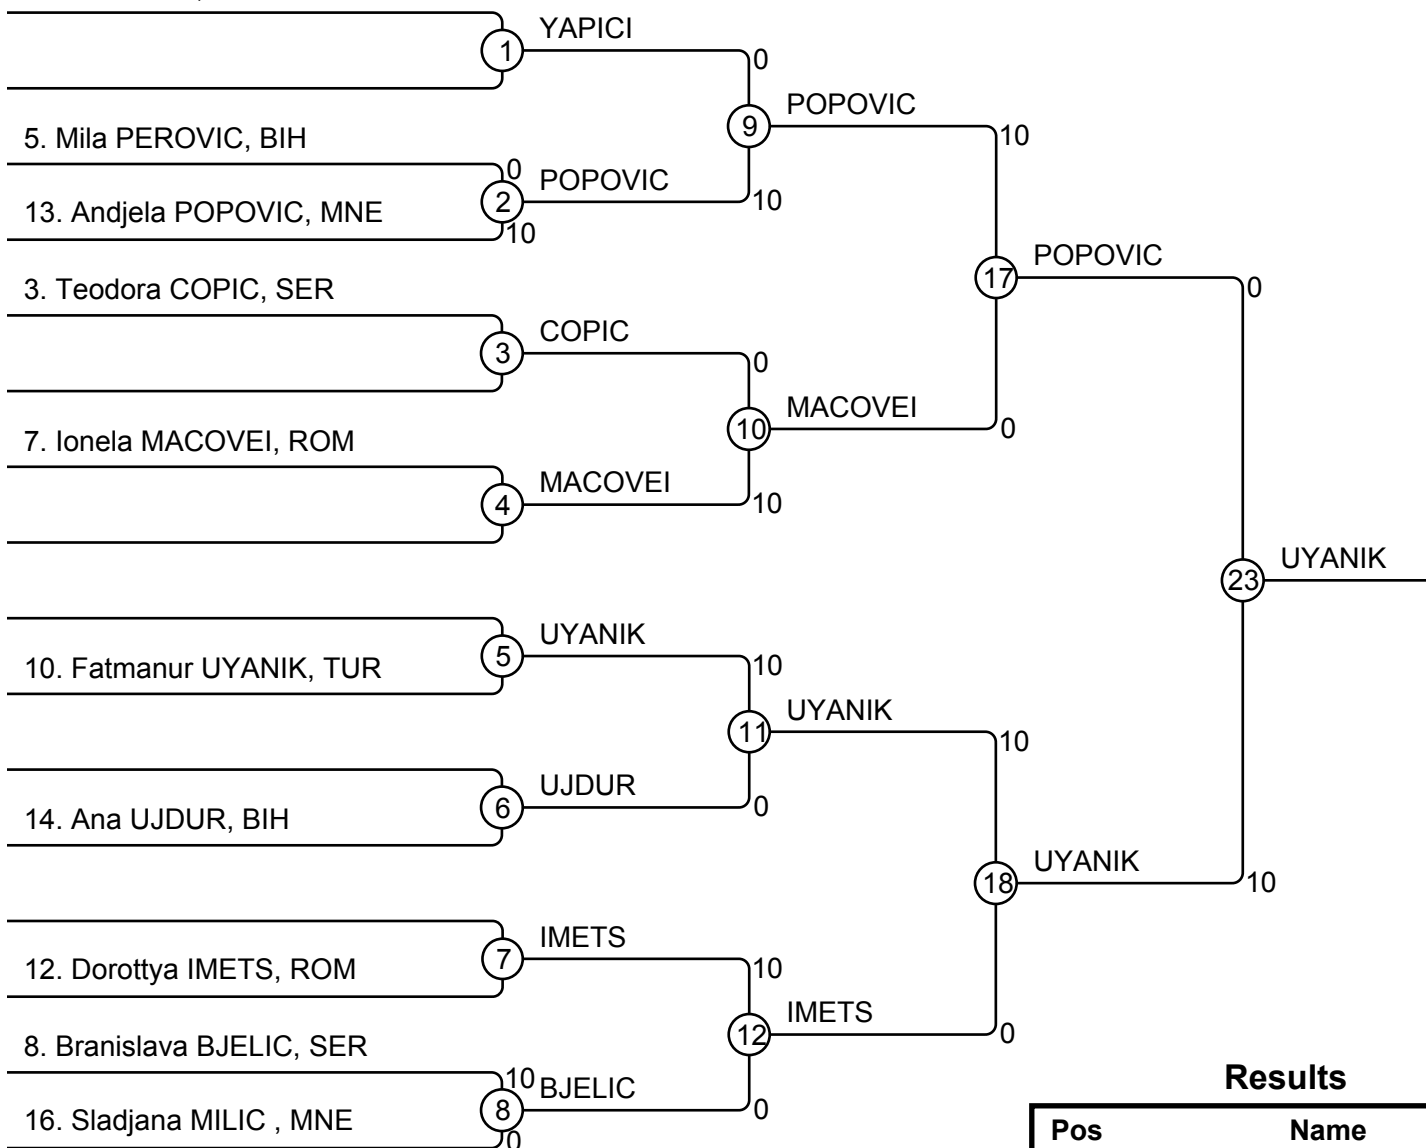 YAPICI
1
0
POPOVIC
9
10
5. Mila PEROVIC, BIH
0
POPOVIC
2
10
13. Andjela POPOVIC, MNE
10
POPOVIC
17
0
3. Teodora COPIC, SER
COPIC
3
0
MACOVEI
10
0
7. Ionela MACOVEI, ROM
MACOVEI
4
10
UYANIK
23
UYANIK
5
10
10. Fatmanur UYANIK, TUR
UYANIK
11
10
UJDUR
6
0
14. Ana UJDUR, BIH
UYANIK
18
10
IMETS
7
10
12. Dorottya IMETS, ROM
IMETS
12
0
8. Branislava BJELIC, SER
10
BJELIC
8
0
16. Sladjana MILIC , MNE
0
Results
Pos Name